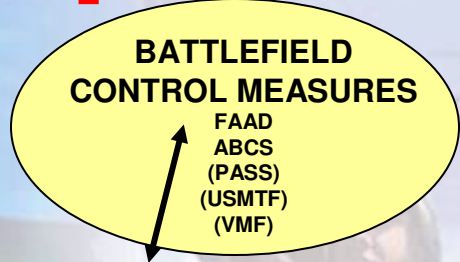 BATTLEFIELD
CONTROL MEASURES
FAAD
ABCS
(PASS)
(USMTF)
(VMF)